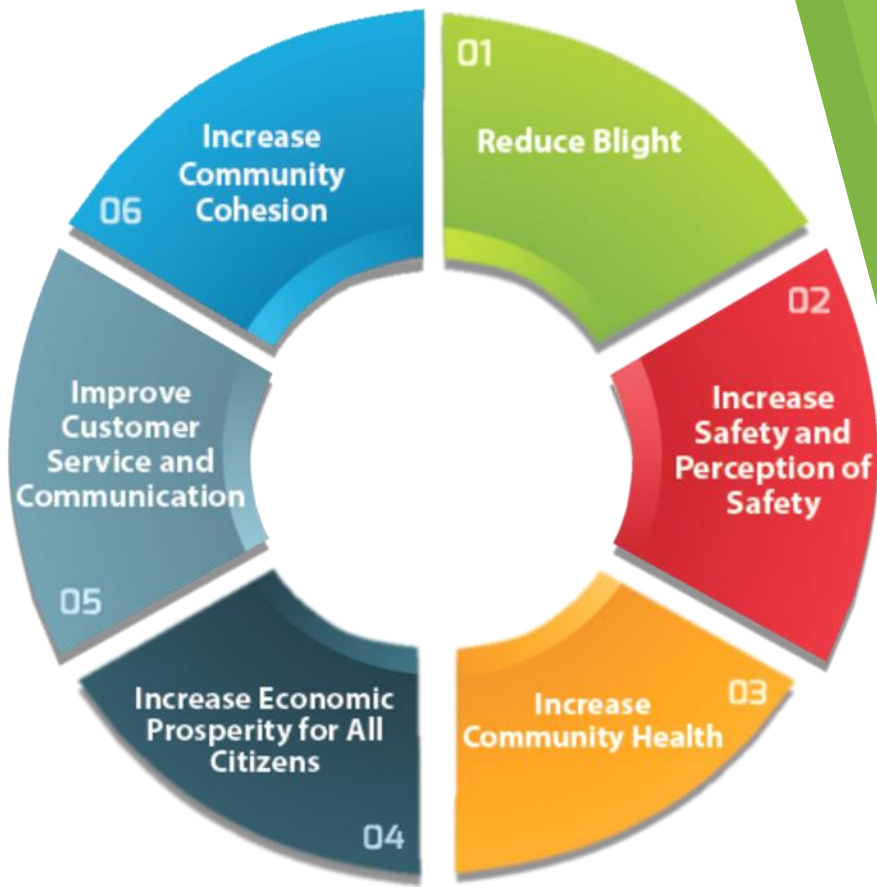 01
Reduce Blight
02
Increase
Safety and
Perception of
Safety
03
Increase
Community Health
04
Increase Economic
Prosperity for All
Citizens
05
Improve
Customer
Service and
Communication
06
Increase
Community
Cohesion